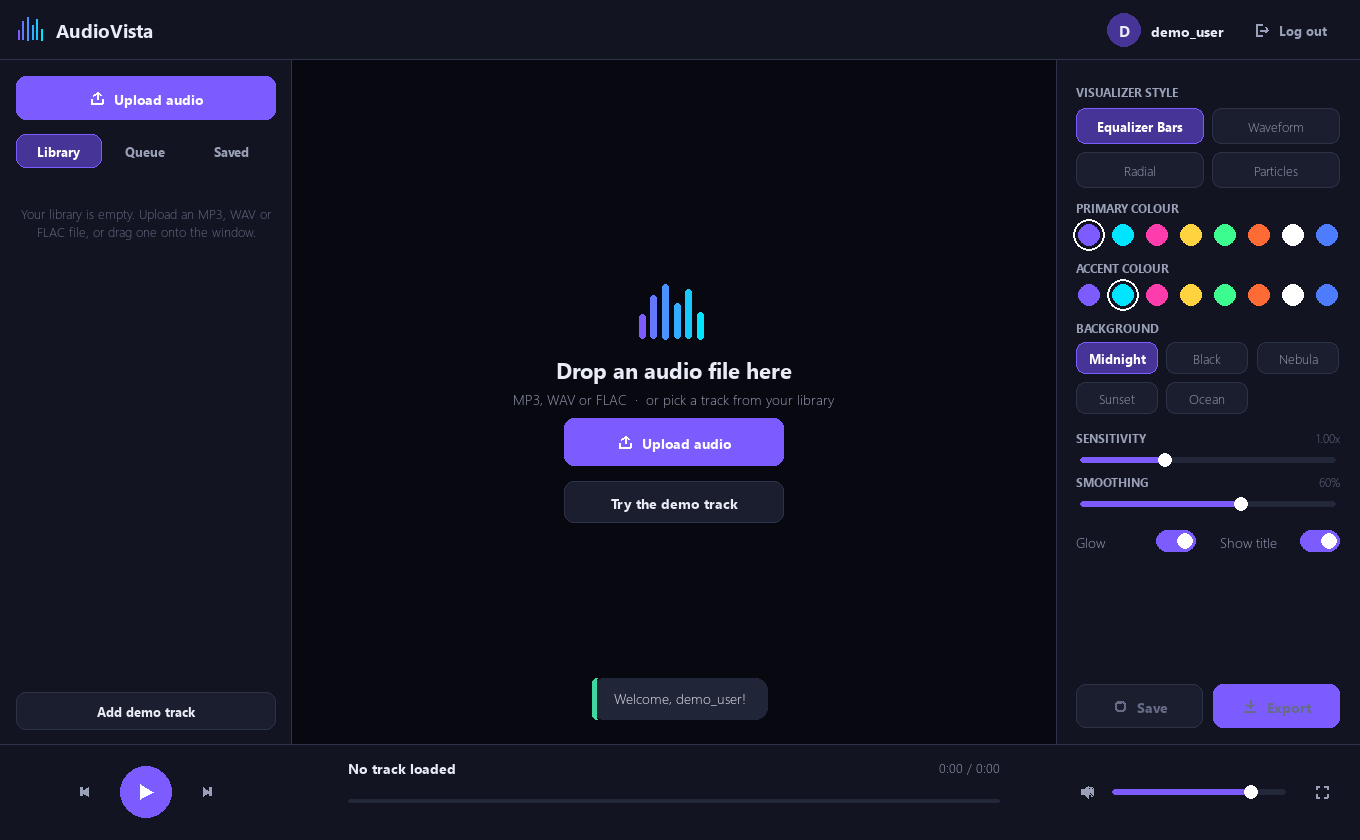 AudioVista
D demo_user Log out
Upload audio
Library Queue Saved
Your library is empty. Upload an MP3, WAV or
FLAC file, or drag one onto the window.
Add demo track
Drop an audio file here
MP3, WAV or FLAC · or pick a track from your library
Upload audio
Try the demo track
Welcome, demo_user!
VISUALIZER STYLE
Equalizer Bars Waveform
Radial Particles
PRIMARY COLOUR
ACCENT COLOUR
BACKGROUND
Midnight Black Nebula
Sunset Ocean
SENSITIVITY 1.00x
SMOOTHING 60%
Glow Show title
Save Export
No track loaded 0:00 / 0:00